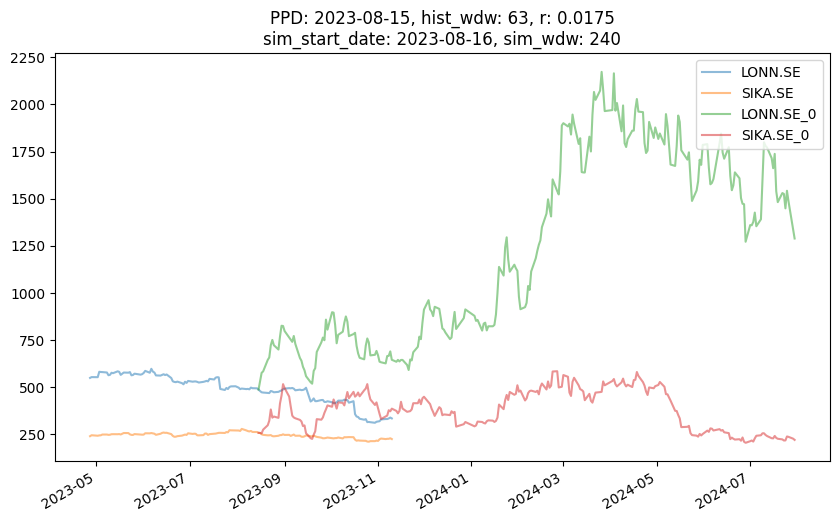 PPD: 2023-08-15, hist_wdw: 63, r: 0.0175
sim_start_date: 2023-08-16, sim_wdw: 240
LONN.SE
SIKA.SE
LONN.SE_0
SIKA.SE_0
2250
2000
1750
1500
1250
1000
750
500
250
2023-05
2023-07
2023-09
2023-11
2024-01
2024-03
2024-05
2024-07